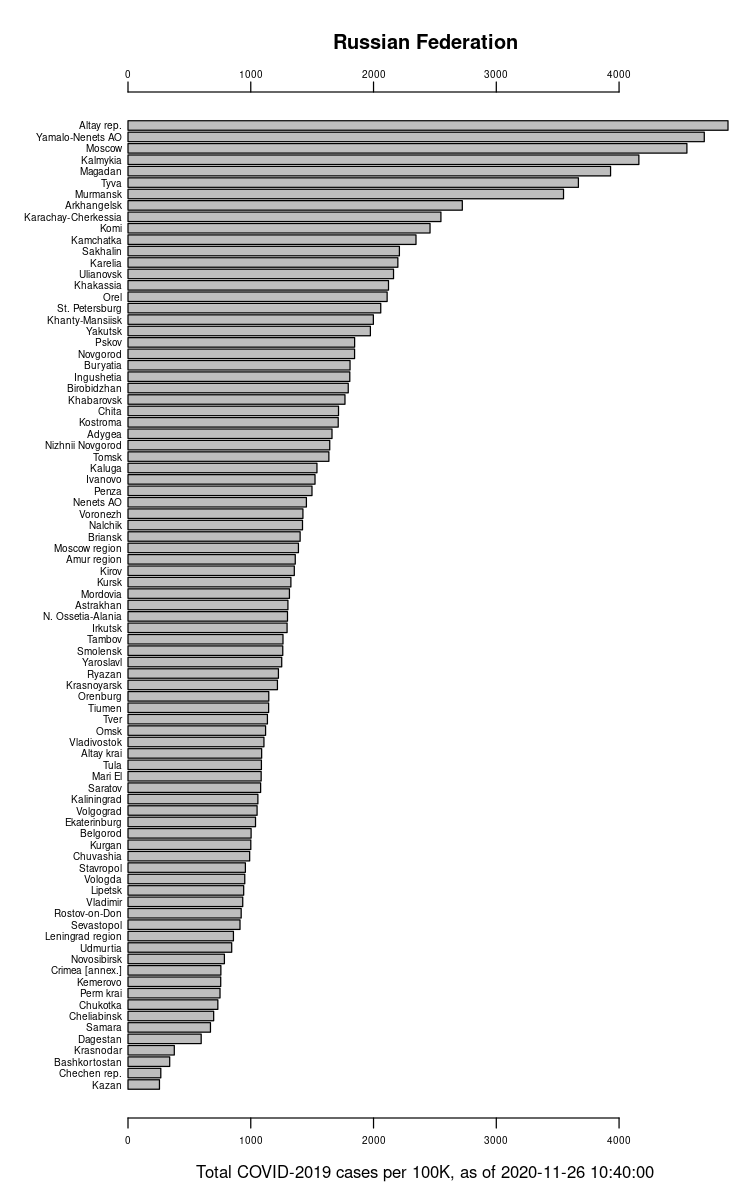 Russian Federation
0 1000 2000 3000 4000
Altay rep.
Yamalo-Nenets AO
Moscow
Kalmykia
Magadan
Tyva
Murmansk
Arkhangelsk
Karachay-Cherkessia
Komi
Kamchatka
Sakhalin
Karelia
Ulianovsk
Khakassia
Orel
St. Petersburg
Khanty-Mansiisk
Yakutsk
Pskov
Novgorod
Buryatia
Ingushetia
Birobidzhan
Khabarovsk
Chita
Kostroma
Adygea
Nizhnii Novgorod
Tomsk
Kaluga
Ivanovo
Penza
Nenets AO
Voronezh
Nalchik
Briansk
Moscow region
Amur region
Kirov
Kursk
Mordovia
Astrakhan
N. Ossetia-Alania
Irkutsk
Tambov
Smolensk
Yaroslavl
Ryazan
Krasnoyarsk
Orenburg
Tiumen
Tver
Omsk
Vladivostok
Altay krai
Tula
Mari El
Saratov
Kaliningrad
Volgograd
Ekaterinburg
Belgorod
Kurgan
Chuvashia
Stavropol
Vologda
Lipetsk
Vladimir
Rostov-on-Don
Sevastopol
Leningrad region
Udmurtia
Novosibirsk
Crimea [annex.]
Kemerovo
Perm krai
Chukotka
Cheliabinsk
Samara
Dagestan
Krasnodar
Bashkortostan
Chechen rep.
Kazan
0 1000 2000 3000 4000
Total COVID-2019 cases per 100K, as of 2020-11-26 10:40:00